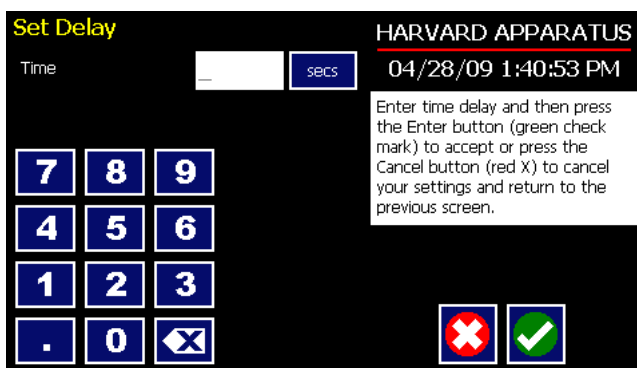 Set Delay
HARVARD APPARATUS
Time
_
secs
04/28/09 1:40:53 PM
Enter time delay and then press
the Enter button (green check
mark) to accept or press the
Cancel button (red X) to cancel
your settings and return to the
previous screen.
7 8 9
4 5 6
1 2 3
. 0 X